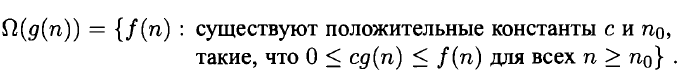 Ω(g(n)) = {f(n) : существуют положительные константы c и n₀,
такие, что 0 ≤ cg(n) ≤ f(n) для всех n ≥ n₀} .